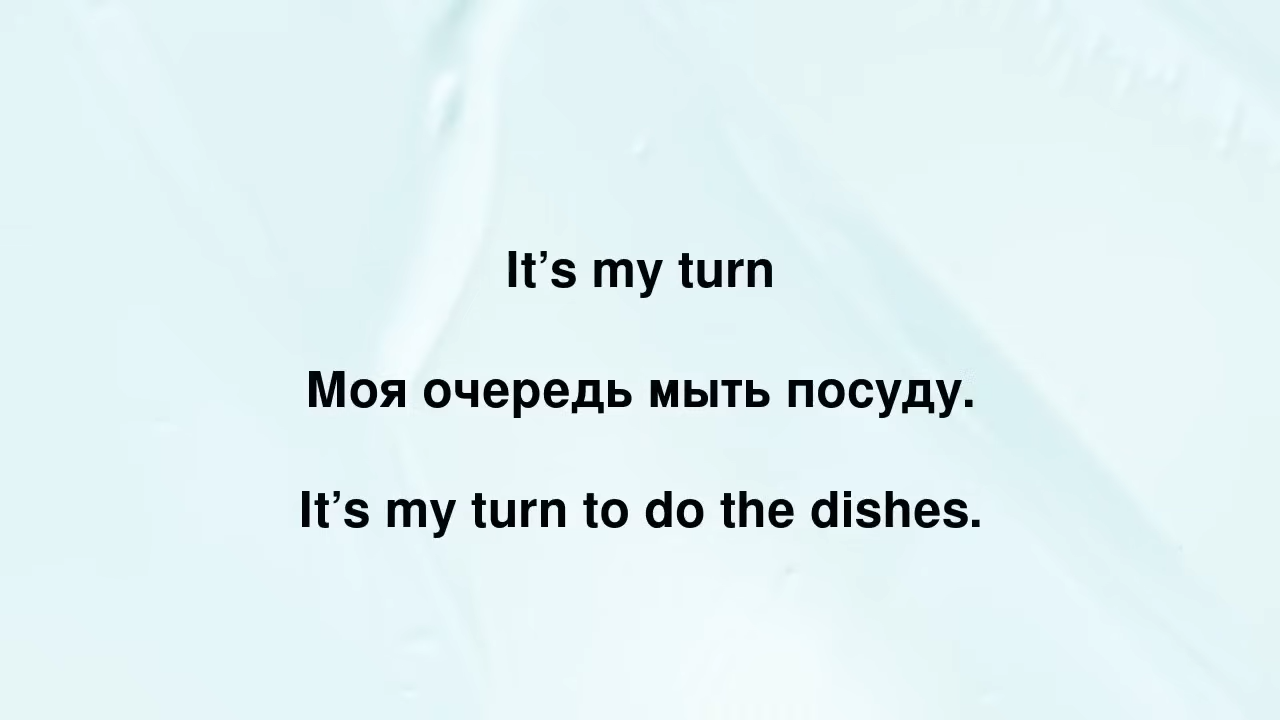 It’s my turn
Моя очередь мыть посуду.
It’s my turn to do the dishes.